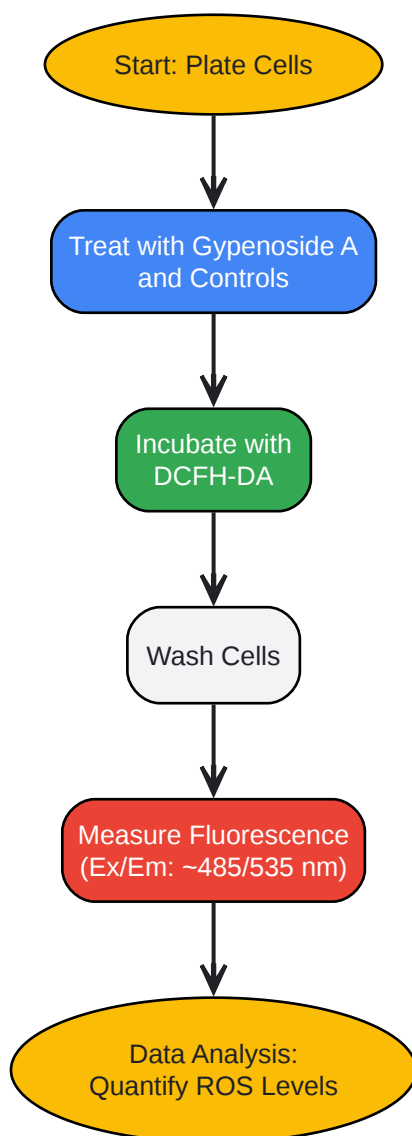 Start: Plate Cells
Treat with Gypenoside A
and Controls
Incubate with
DCFH-DA
Wash Cells
Measure Fluorescence
(Ex/Em: ~485/535 nm)
Data Analysis:
Quantify ROS Levels